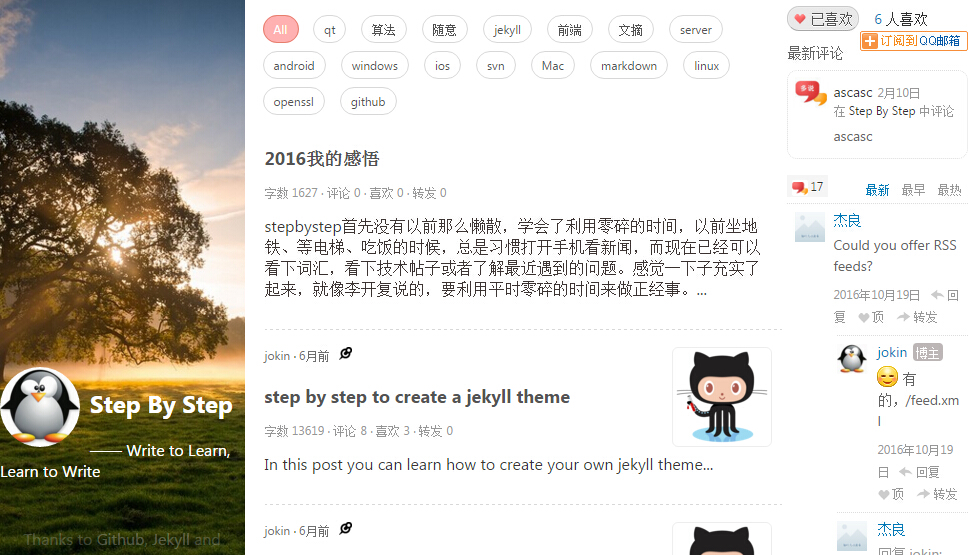 Step By Step
—— Write to Learn,
Learn to Write
Thanks to Github, Jekyll and
All qt 算法 随意 jekyll 前端 文摘 server
android windows ios svn Mac markdown linux
openssl github
2016我的感悟
字数 1627 · 评论 0 · 喜欢 0 · 转发 0
stepbystep首先没有以前那么懒散，学会了利用零碎的时间，以前坐地
铁、等电梯、吃饭的时候，总是习惯打开手机看新闻，而现在已经可以
看下词汇，看下技术帖子或者了解最近遇到的问题。感觉一下子充实了
起来，就像李开复说的，要利用平时零碎的时间来做正经事。...
jokin · 6月前
step by step to create a jekyll theme
字数 13619 · 评论 8 · 喜欢 3 · 转发 0
In this post you can learn how to create your own jekyll theme...
jokin · 6月前
已喜欢 6 人喜欢
订阅到QQ邮箱
最新评论
多说
ascasc 2月10日
在 Step By Step 中评论
ascasc
17 最新 最早 最热
杰良
Could you offer RSS
feeds?
2016年10月19日 回
复 顶 转发
jokin 博主
有
的，/feed.xm
l
2016年10月19
日 回复
顶 转发
杰良
回复 jokin: